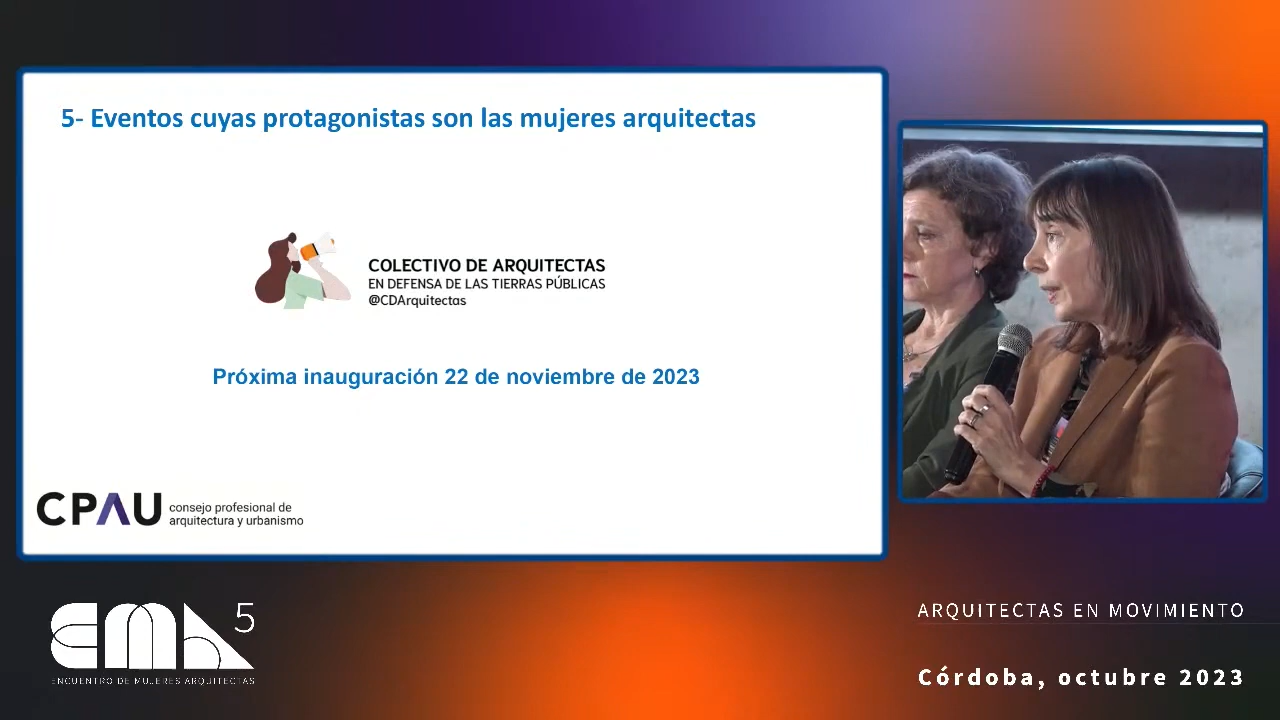 5- Eventos cuyas protagonistas son las mujeres arquitectas
COLECTIVO DE ARQUITECTAS
EN DEFENSA DE LAS TIERRAS PÚBLICAS
@CDArquitectas
Próxima inauguración 22 de noviembre de 2023
CPAU
consejo profesional de
arquitectura y urbanismo
EMA 5
ENCUENTRO DE MUJERES ARQUITECTAS
ARQUITECTAS EN MOVIMIENTO
Córdoba, octubre 2023